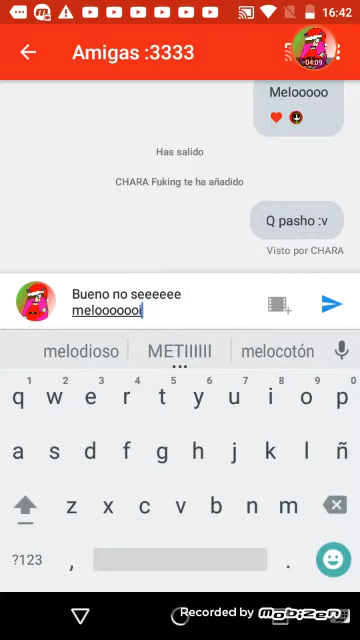 16:42
Amigas :3333
04:09
Melooooo
Has salido
CHARA Fuking te ha añadido
Q pasho :v
Visto por CHARA
Bueno no seeeeee
meloooooooi
melodioso METIIIIII melocotón
1 2 3 4 5 6 7 8 9 0
q w e r t y u i o p
a s d f g h j k l ñ
z x c v b n m
?123 , .
Recorded by mobizen